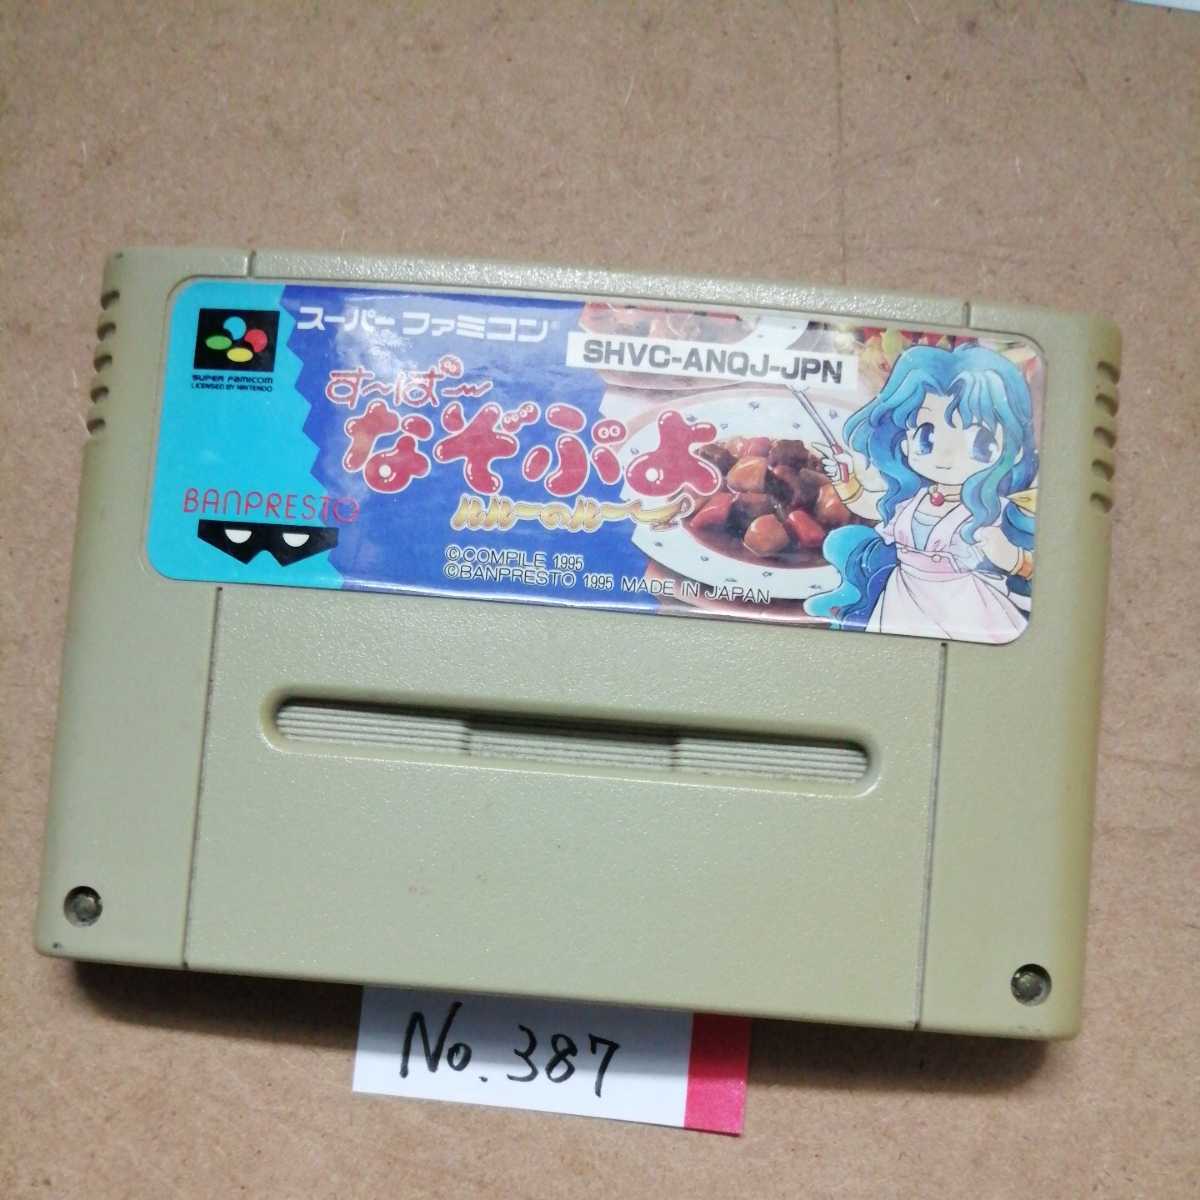 スーパーファミコン®
SHVC-ANQJ-JPN
SUPER FAMICOM
LICENSED BY NINTENDO
す〜ぱ〜
なぞぷよ
ルルーのルー
BANPRESTO
©COMPILE 1995
©BANPRESTO 1995 MADE IN JAPAN
No. 387